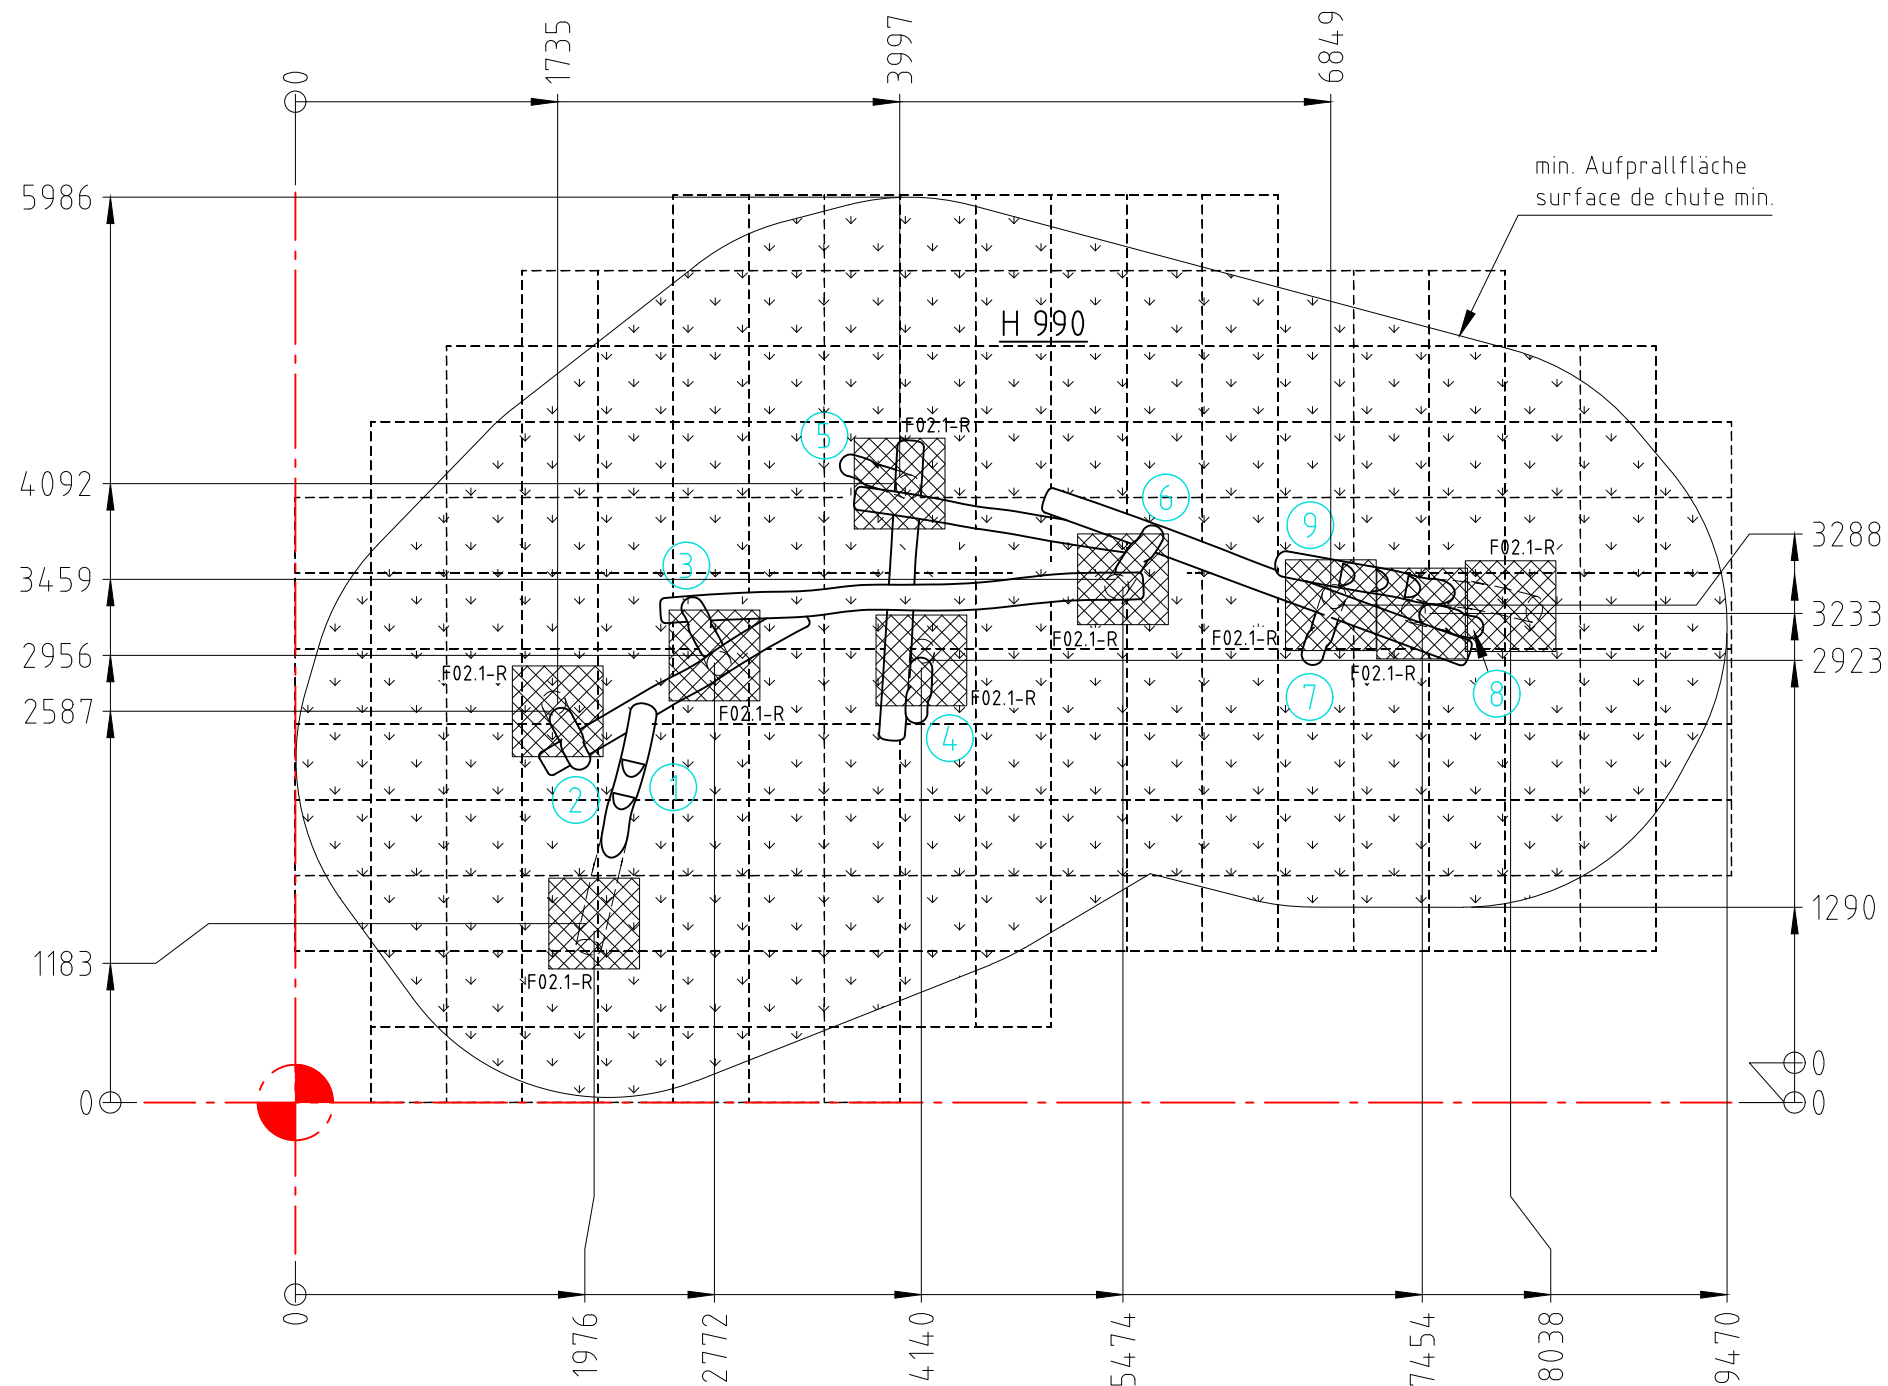 0
1735
3997
6849
min. Aufprallfläche
surface de chute min.
5986
H 990
5
F02.1-R
4092
6
9
3288
F02.1-R
3459
3
3233
F02.1-R
F02.1-R
2956
2923
F02.1-R
F02.1-R
7
8
F02.1-R
2587
F02.1-R
4
1
2
1290
1183
F02.1-R
0
0
0
0
1976
2772
4140
5474
7454
8038
9470